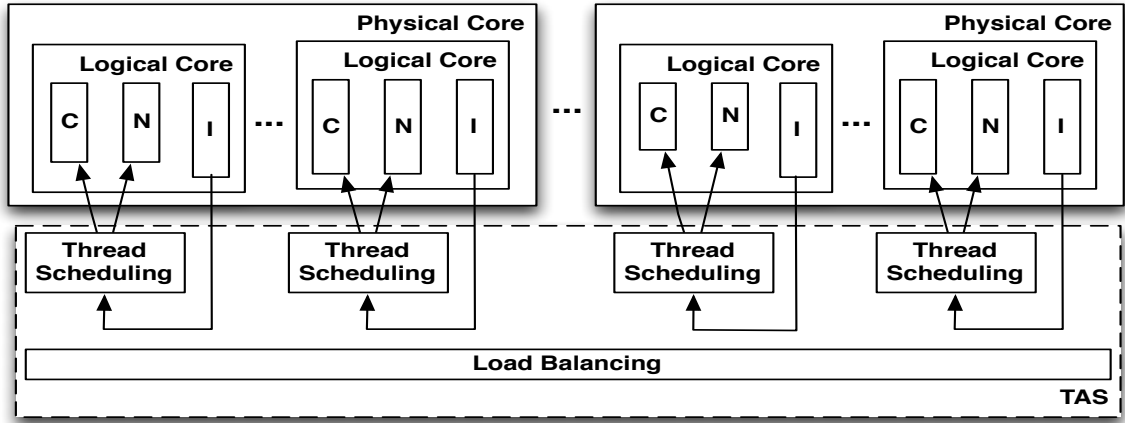 Physical Core Physical Core
Logical Core Logical Core Logical Core Logical Core
C N I ... C N I ... C N I ... C N I
Thread Scheduling
Thread Scheduling
Thread Scheduling
Thread Scheduling
Load Balancing
TAS